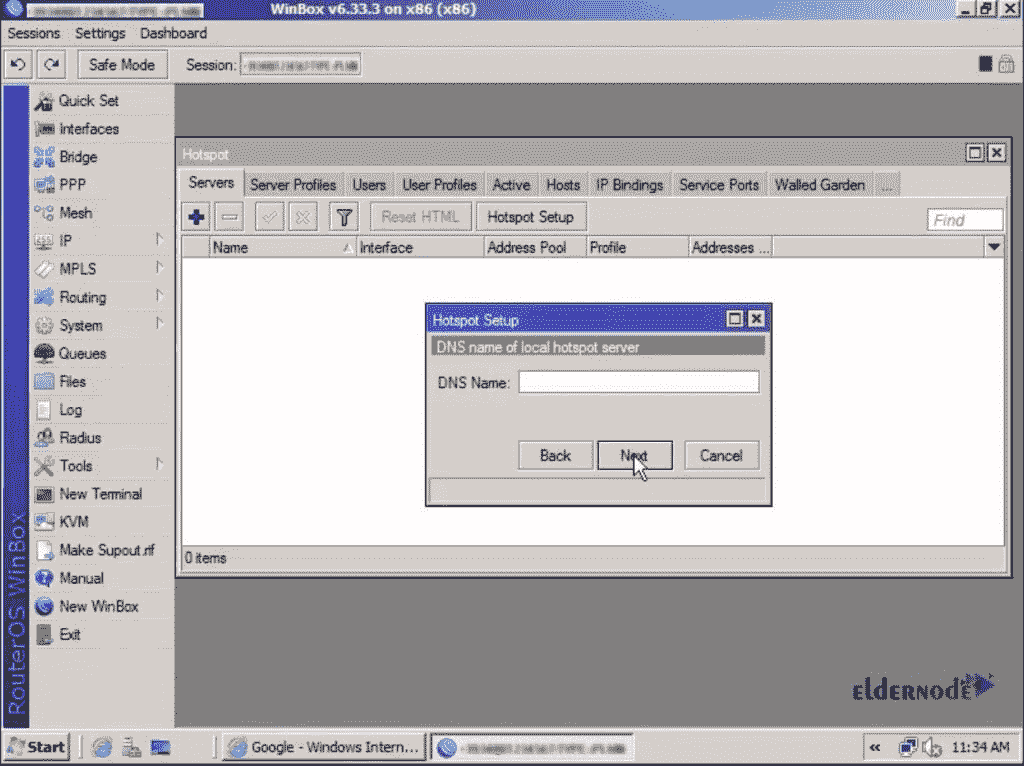 WinBox v6.33.3 on x86 (x86)
Sessions Settings Dashboard
Safe Mode Session:
Quick Set
Interfaces
Bridge
PPP
Mesh
IP
MPLS
Routing
System
Queues
Files
Log
Radius
Tools
New Terminal
KVM
Make Supout.rif
Manual
New WinBox
Exit
RouterOS WinBox
Hotspot
Servers Server Profiles Users User Profiles Active Hosts IP Bindings Service Ports Walled Garden ...
Reset HTML Hotspot Setup Find
Name Interface Address Pool Profile Addresses ...
Hotspot Setup
DNS name of local hotspot server
DNS Name:
Back Next Cancel
0 items
eldernode
Start Google - Windows Intern... 11:34 AM